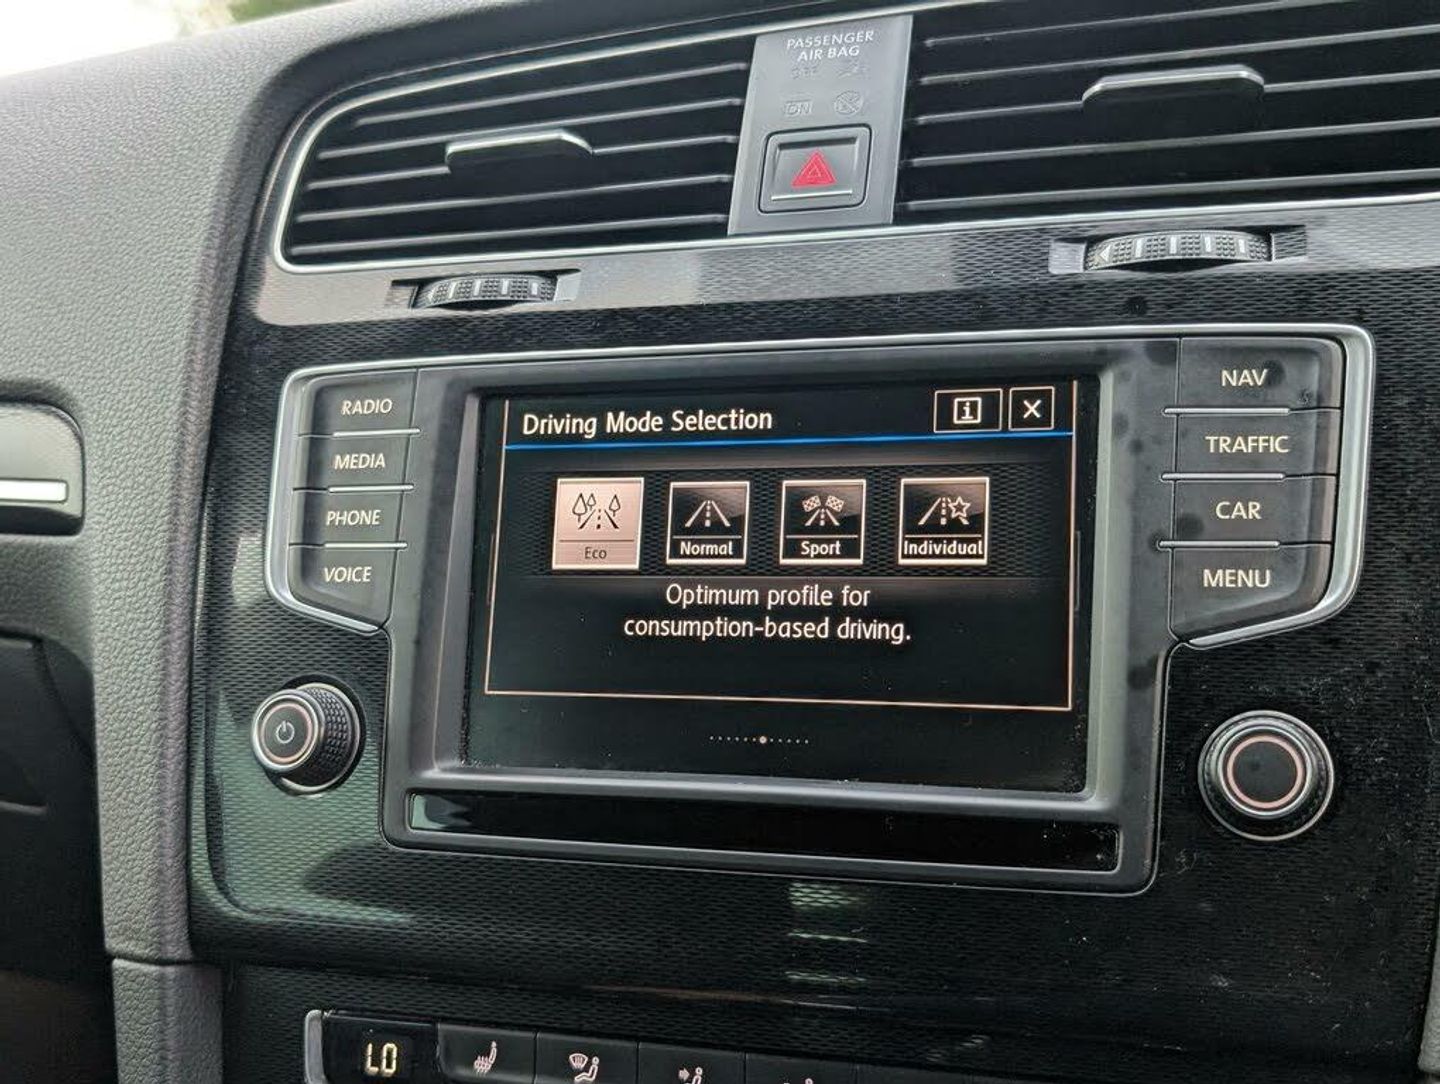 PASSENGER
AIR BAG
OFF
ON
RADIO
MEDIA
PHONE
VOICE
Driving Mode Selection
Eco
Normal
Sport
Individual
Optimum profile for
consumption-based driving.
NAV
TRAFFIC
CAR
MENU
LO